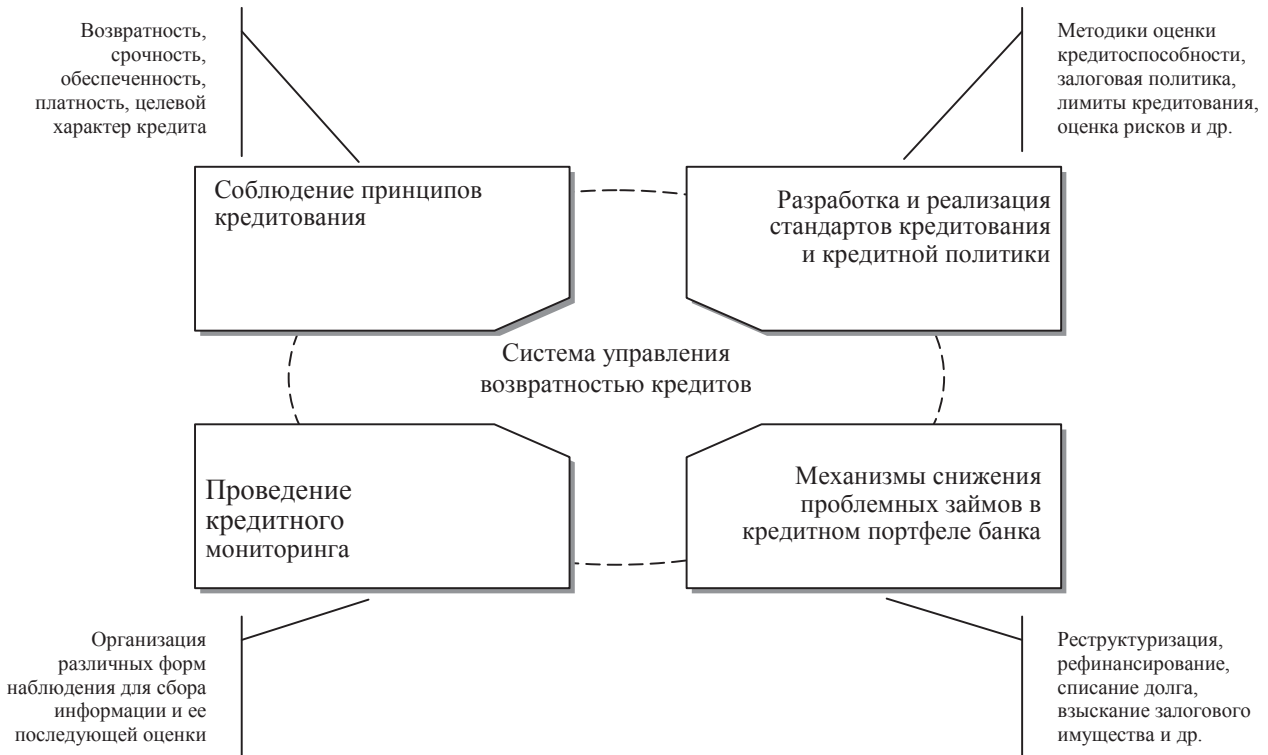 Возвратность,
срочность,
обеспеченность,
платность, целевой
характер кредита
Методики оценки
кредитоспособности,
залоговая политика,
лимиты кредитования,
оценка рисков и др.
Соблюдение принципов
кредитования
Разработка и реализация
стандартов кредитования
и кредитной политики
Система управления
возвратностью кредитов
Проведение
кредитного
мониторинга
Механизмы снижения
проблемных займов в
кредитном портфеле банка
Организация
различных форм
наблюдения для сбора
информации и ее
последующей оценки
Реструктуризация,
рефинансирование,
списание долга,
взыскание залогового
имущества и др.